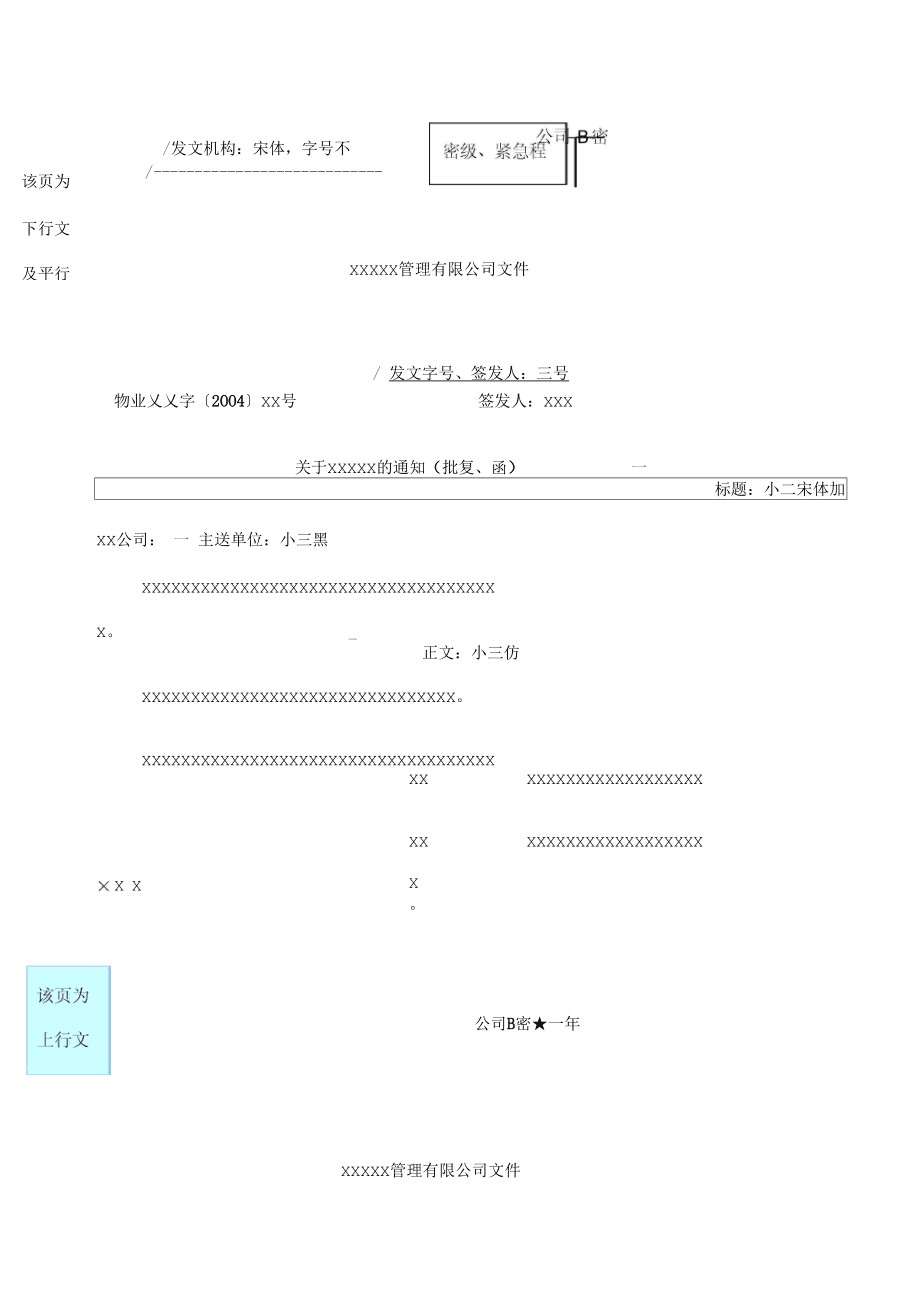 /发文机构：宋体，字号不
公司 B 密
密级、紧急程
/----------------------------
该页为
下行文
及平行
XXXXX管理有限公司文件
/ 发文字号、签发人：三号
物业乂乂字〔2004〕XX号 签发人：XXX
关于XXXXX的通知（批复、函） 一
标题：小二宋体加
XX公司： 一 主送单位：小三黑
XXXXXXXXXXXXXXXXXXXXXXXXXXXXXXXXXXXX
X。 _
正文：小三仿
XXXXXXXXXXXXXXXXXXXXXXXXXXXXXXXX。
XXXXXXXXXXXXXXXXXXXXXXXXXXXXXXXXXXXX
XX XXXXXXXXXXXXXXXXXX
XX XXXXXXXXXXXXXXXXXX
×X X X
。
该页为
上行文
公司B密★一年
XXXXX管理有限公司文件